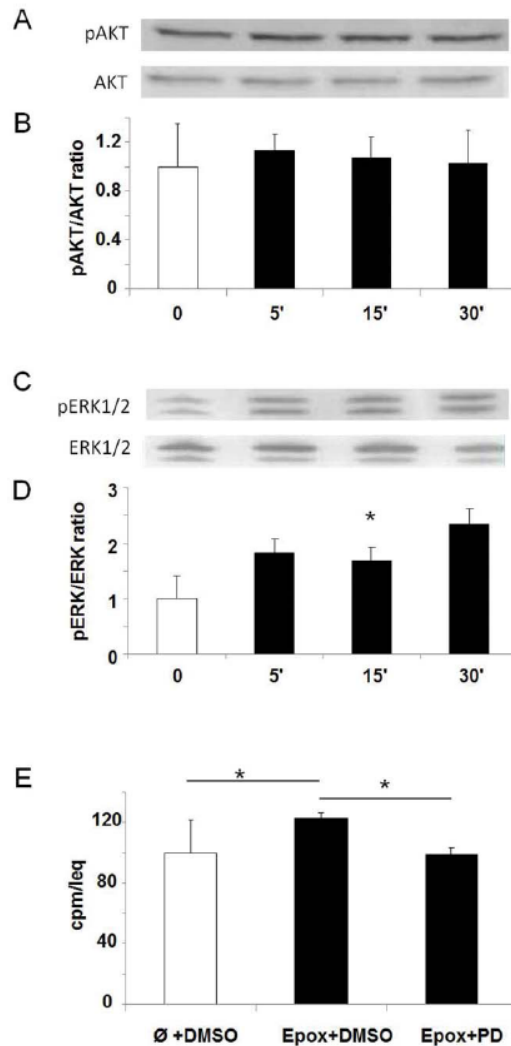 A
pAKT
AKT
B
pAKT/AKT ratio
1.2
0.8
0.4
0
0 5' 15' 30'
C
pERK1/2
ERK1/2
D
pERK/ERK ratio
3
2
1
0
*
0 5' 15' 30'
E
cpm/Ieq
120
80
40
0
*
*
Ø +DMSO Epox+DMSO Epox+PD